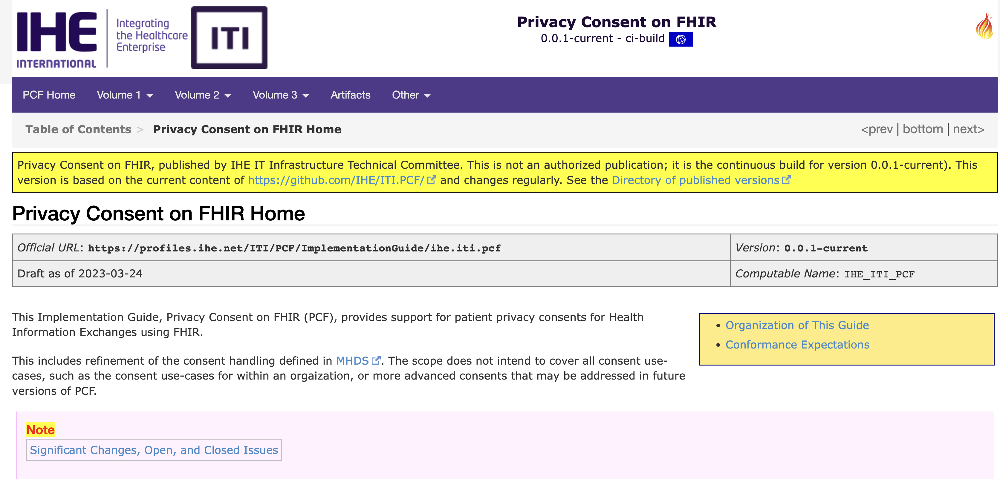 IHE
INTERNATIONAL
Integrating
the Healthcare
Enterprise
ITI
Privacy Consent on FHIR
0.0.1-current - ci-build
PCF Home Volume 1 Volume 2 Volume 3 Artifacts Other
Table of Contents > Privacy Consent on FHIR Home
<prev | bottom | next>
Privacy Consent on FHIR, published by IHE IT Infrastructure Technical Committee. This is not an authorized publication; it is the continuous build for version 0.0.1-current). This
version is based on the current content of https://github.com/IHE/ITI.PCF/ and changes regularly. See the Directory of published versions
Privacy Consent on FHIR Home
Official URL: https://profiles.ihe.net/ITI/PCF/ImplementationGuide/ihe.iti.pcf Version: 0.0.1-current
Draft as of 2023-03-24 Computable Name: IHE_ITI_PCF
This Implementation Guide, Privacy Consent on FHIR (PCF), provides support for patient privacy consents for Health
Information Exchanges using FHIR.
This includes refinement of the consent handling defined in MHDS. The scope does not intend to cover all consent use-
cases, such as the consent use-cases for within an orgaization, or more advanced consents that may be addressed in future
versions of PCF.
• Organization of This Guide
• Conformance Expectations
Note
Significant Changes, Open, and Closed Issues